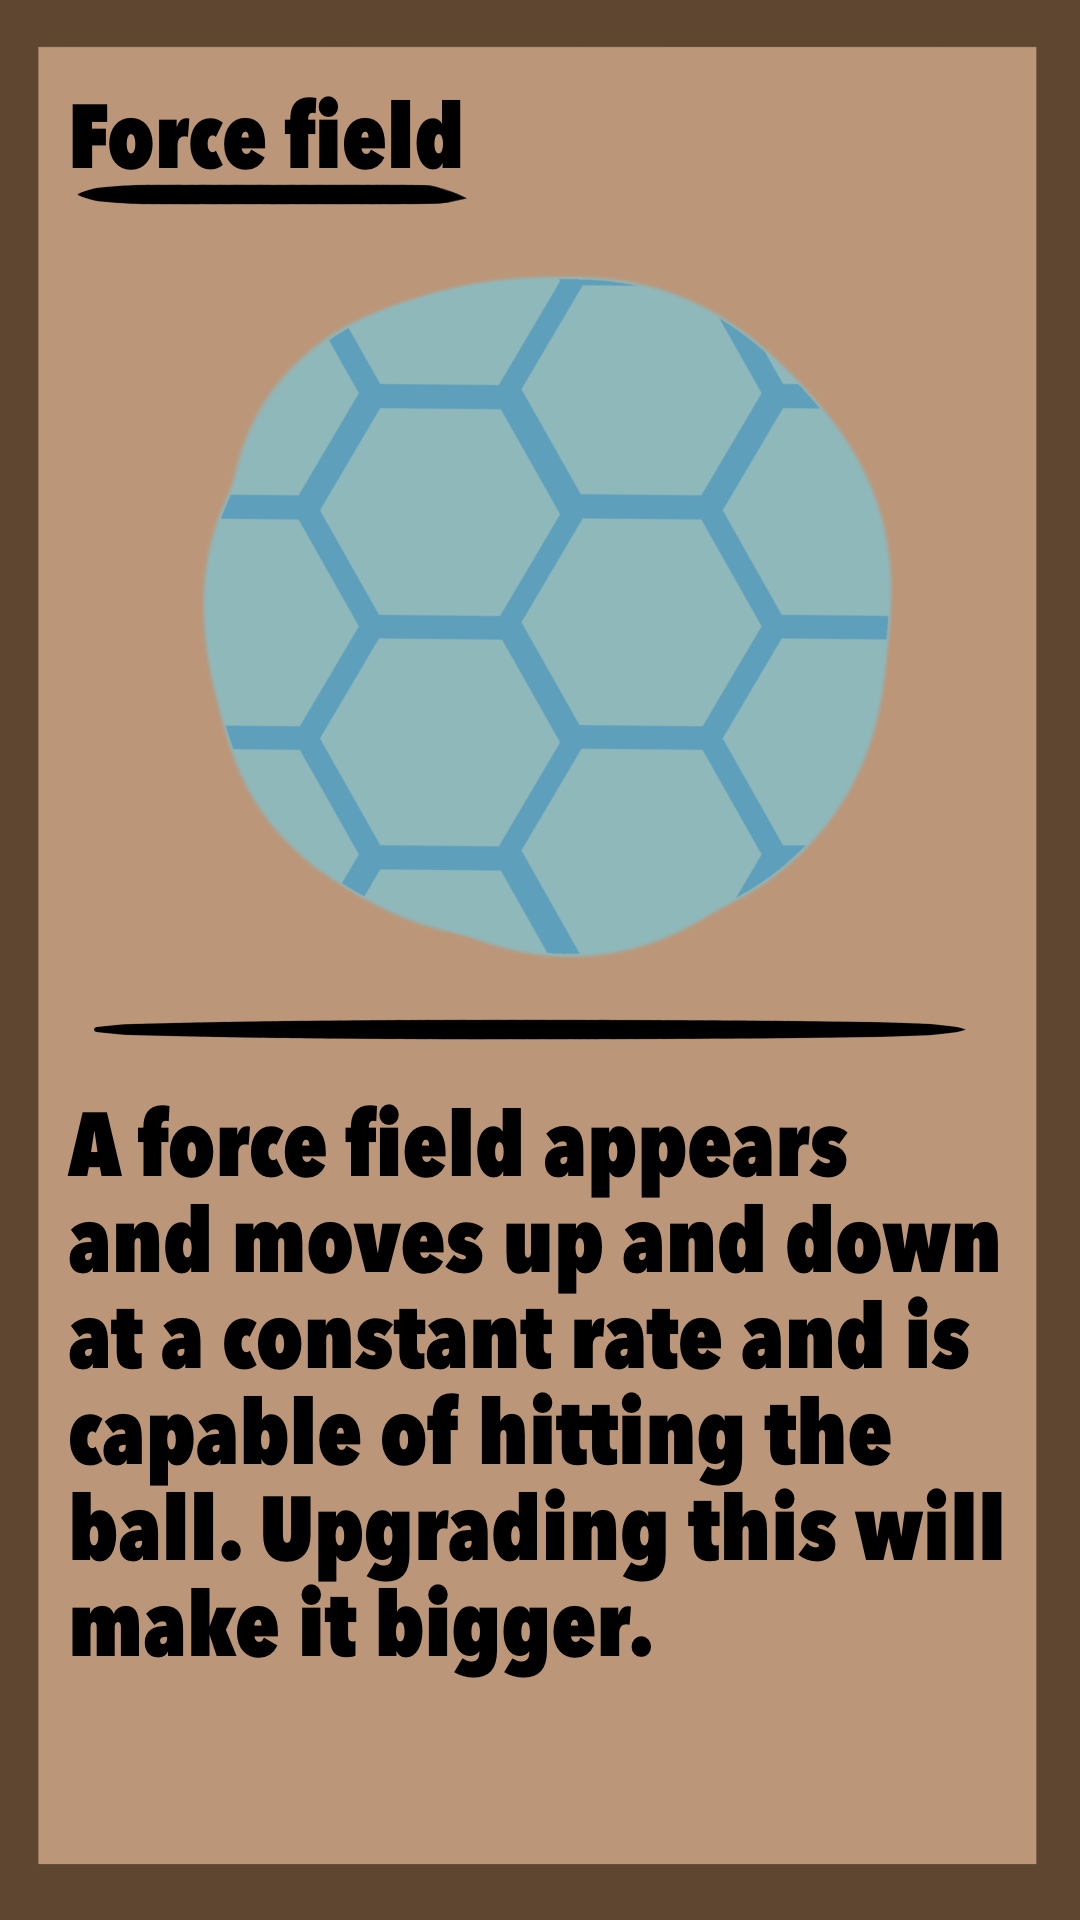 Force field
A force field appears
and moves up and down
at a constant rate and is
capable of hitting the
ball. Upgrading this will
make it bigger.